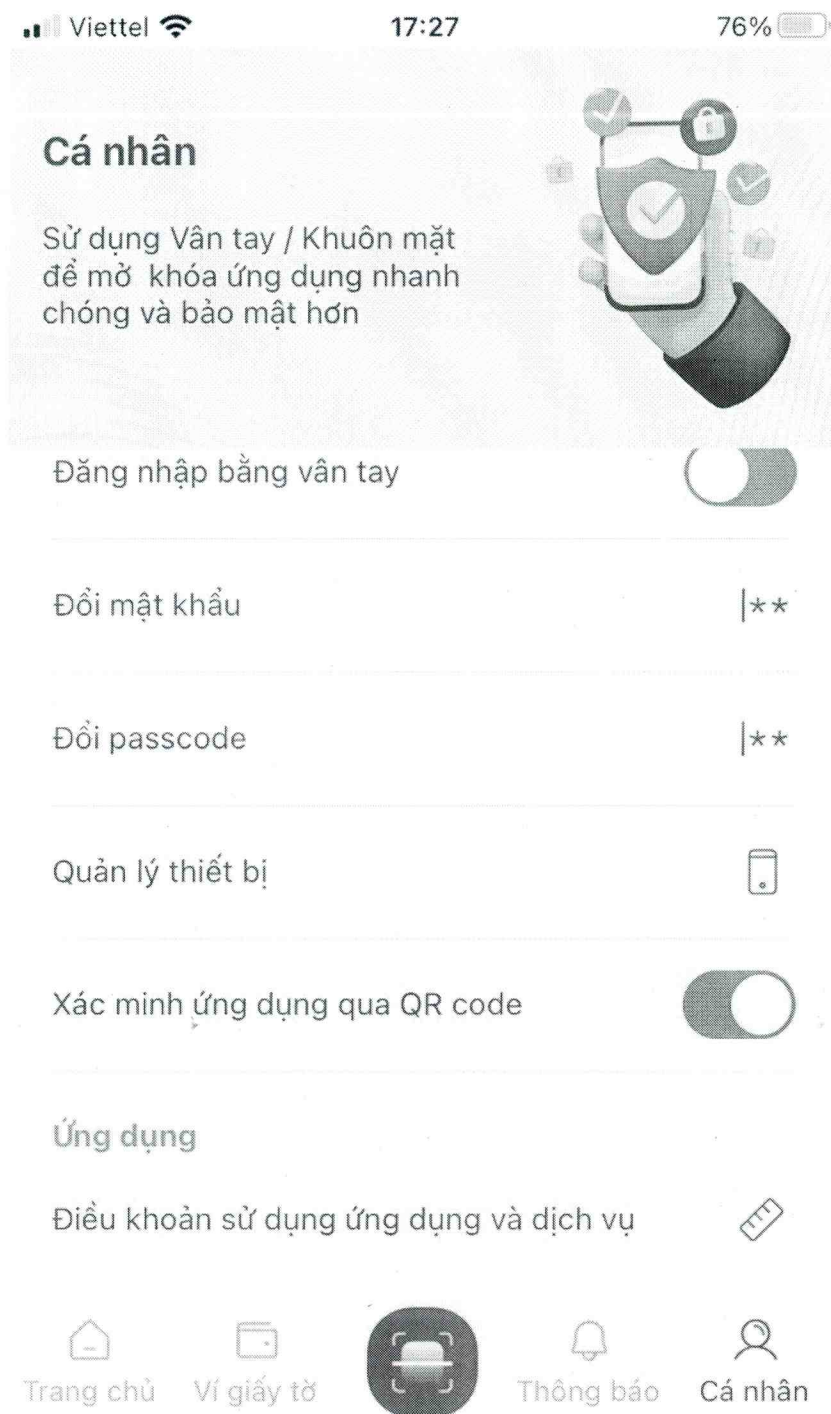 Viettel 17:27 76%
Cá nhân
Sử dụng Vân tay / Khuôn mặt
để mở khóa ứng dụng nhanh
chóng và bảo mật hơn
Đăng nhập bằng vân tay
Đổi mật khẩu |**
Đổi passcode |**
Quản lý thiết bị
Xác minh ứng dụng qua QR code
Ứng dụng
Điều khoản sử dụng ứng dụng và dịch vụ
Trang chủ Ví giấy tờ Thông báo Cá nhân